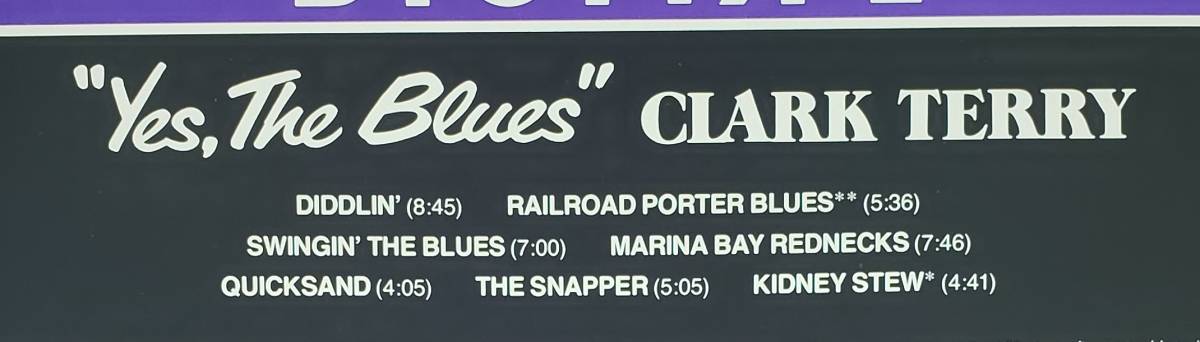 "Yes, The Blues" CLARK TERRY
DIDDLIN' (8:45) RAILROAD PORTER BLUES** (5:36)
SWINGIN' THE BLUES (7:00) MARINA BAY REDNECKS (7:46)
QUICKSAND (4:05) THE SNAPPER (5:05) KIDNEY STEW* (4:41)